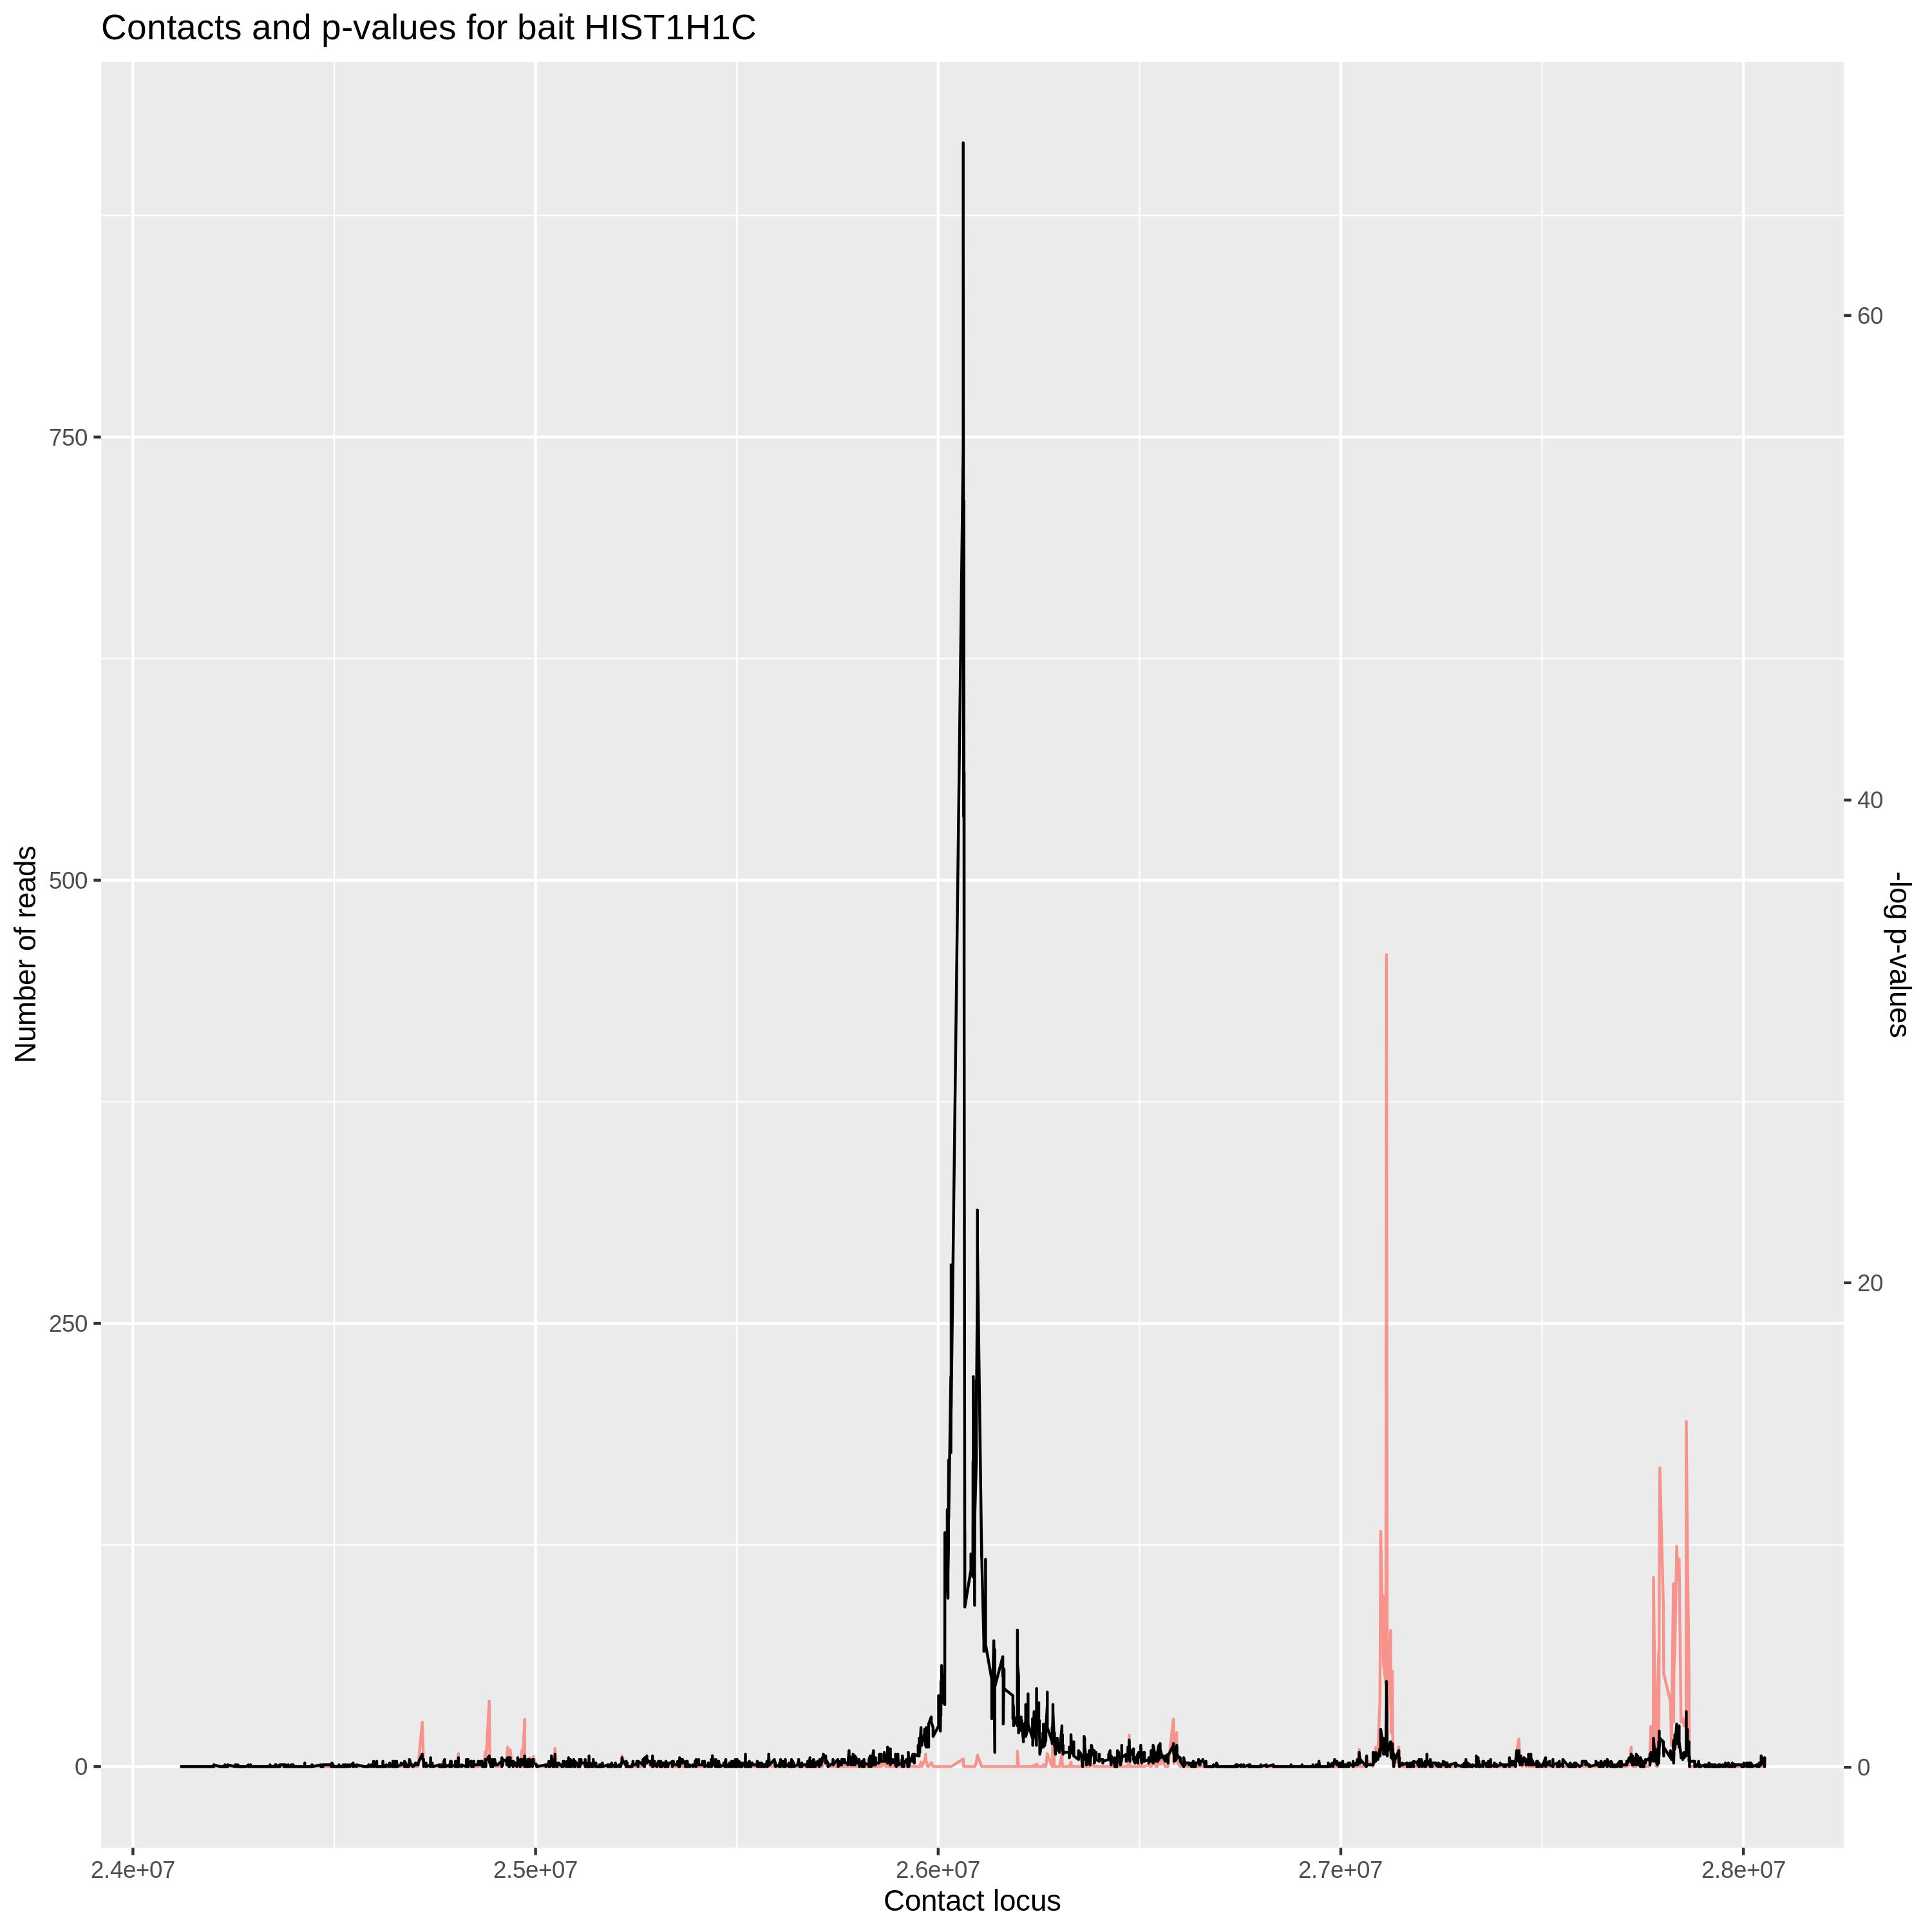 Contacts and p-values for bait HIST1H1C
Number of reads
750
500
250
0
60
40
20
0
-log p-values
2.4e+07
2.5e+07
2.6e+07
2.7e+07
2.8e+07
Contact locus